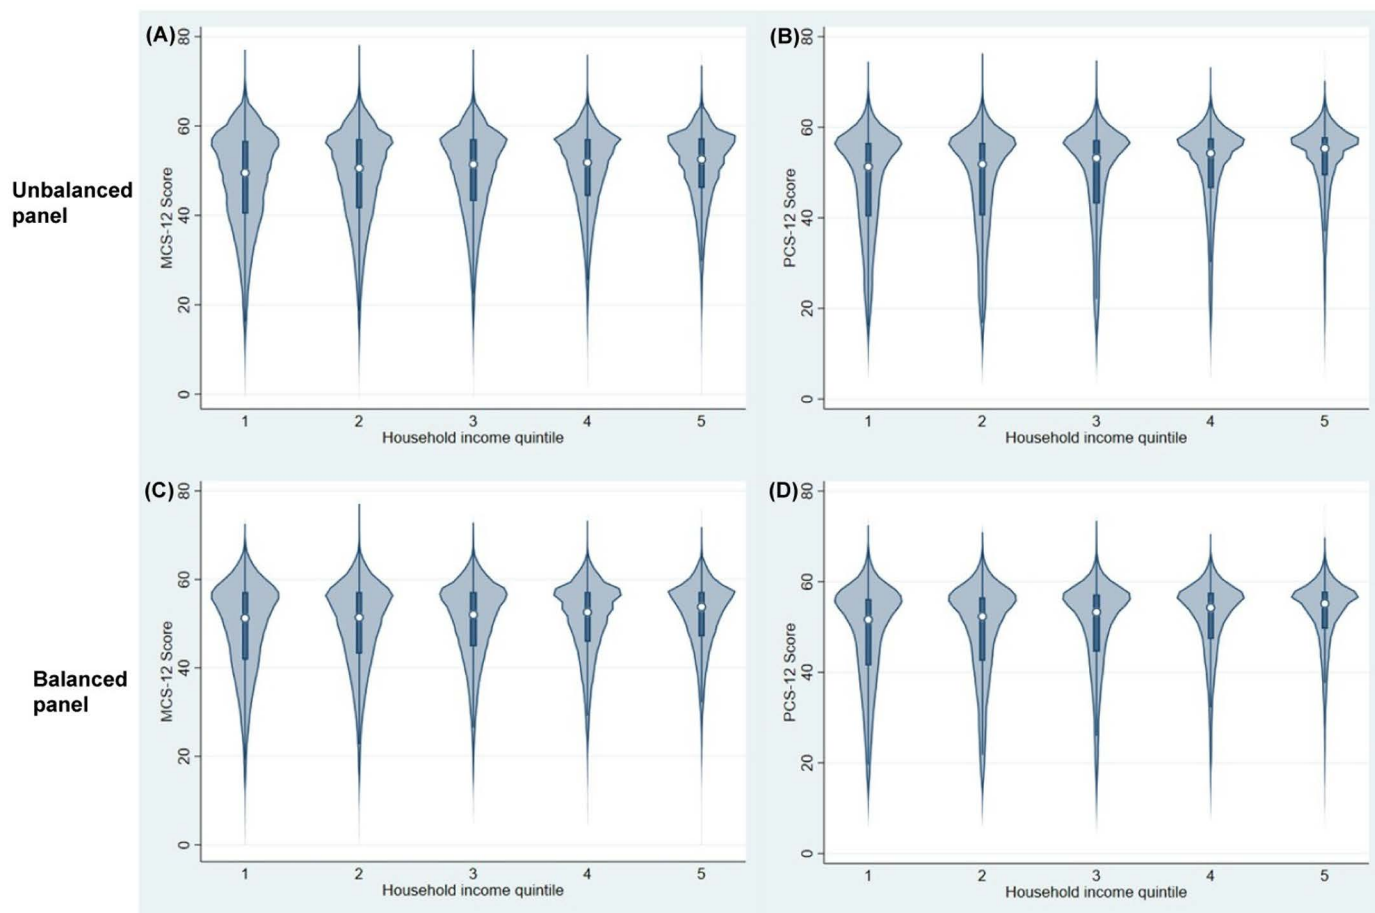 (A)
MCS-12 Score
80
60
40
20
0
1 2 3 4 5
Household income quintile
(B)
PCS-12 Score
80
60
40
20
0
1 2 3 4 5
Household income quintile
Unbalanced
panel
(C)
MCS-12 Score
80
60
40
20
0
1 2 3 4 5
Household income quintile
(D)
PCS-12 Score
80
60
40
20
0
1 2 3 4 5
Household income quintile
Balanced
panel